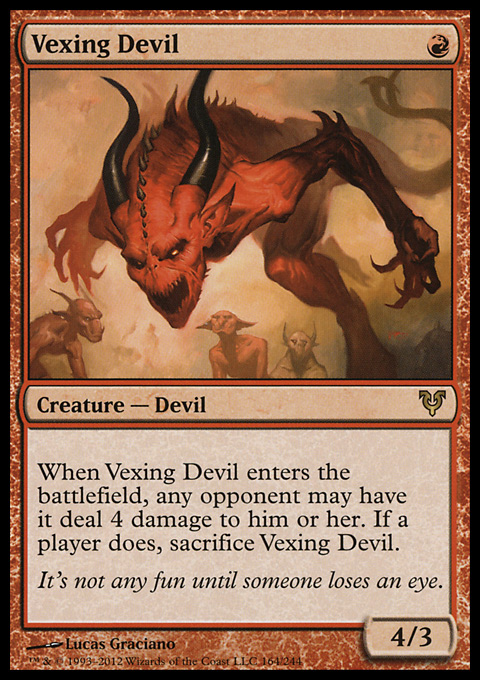 Vexing Devil
Creature — Devil
When Vexing Devil enters the
battlefield, any opponent may have
it deal 4 damage to him or her. If a
player does, sacrifice Vexing Devil.
It's not any fun until someone loses an eye.
Lucas Graciano
4/3
™ & © 1993–2012 Wizards of the Coast LLC 164/244